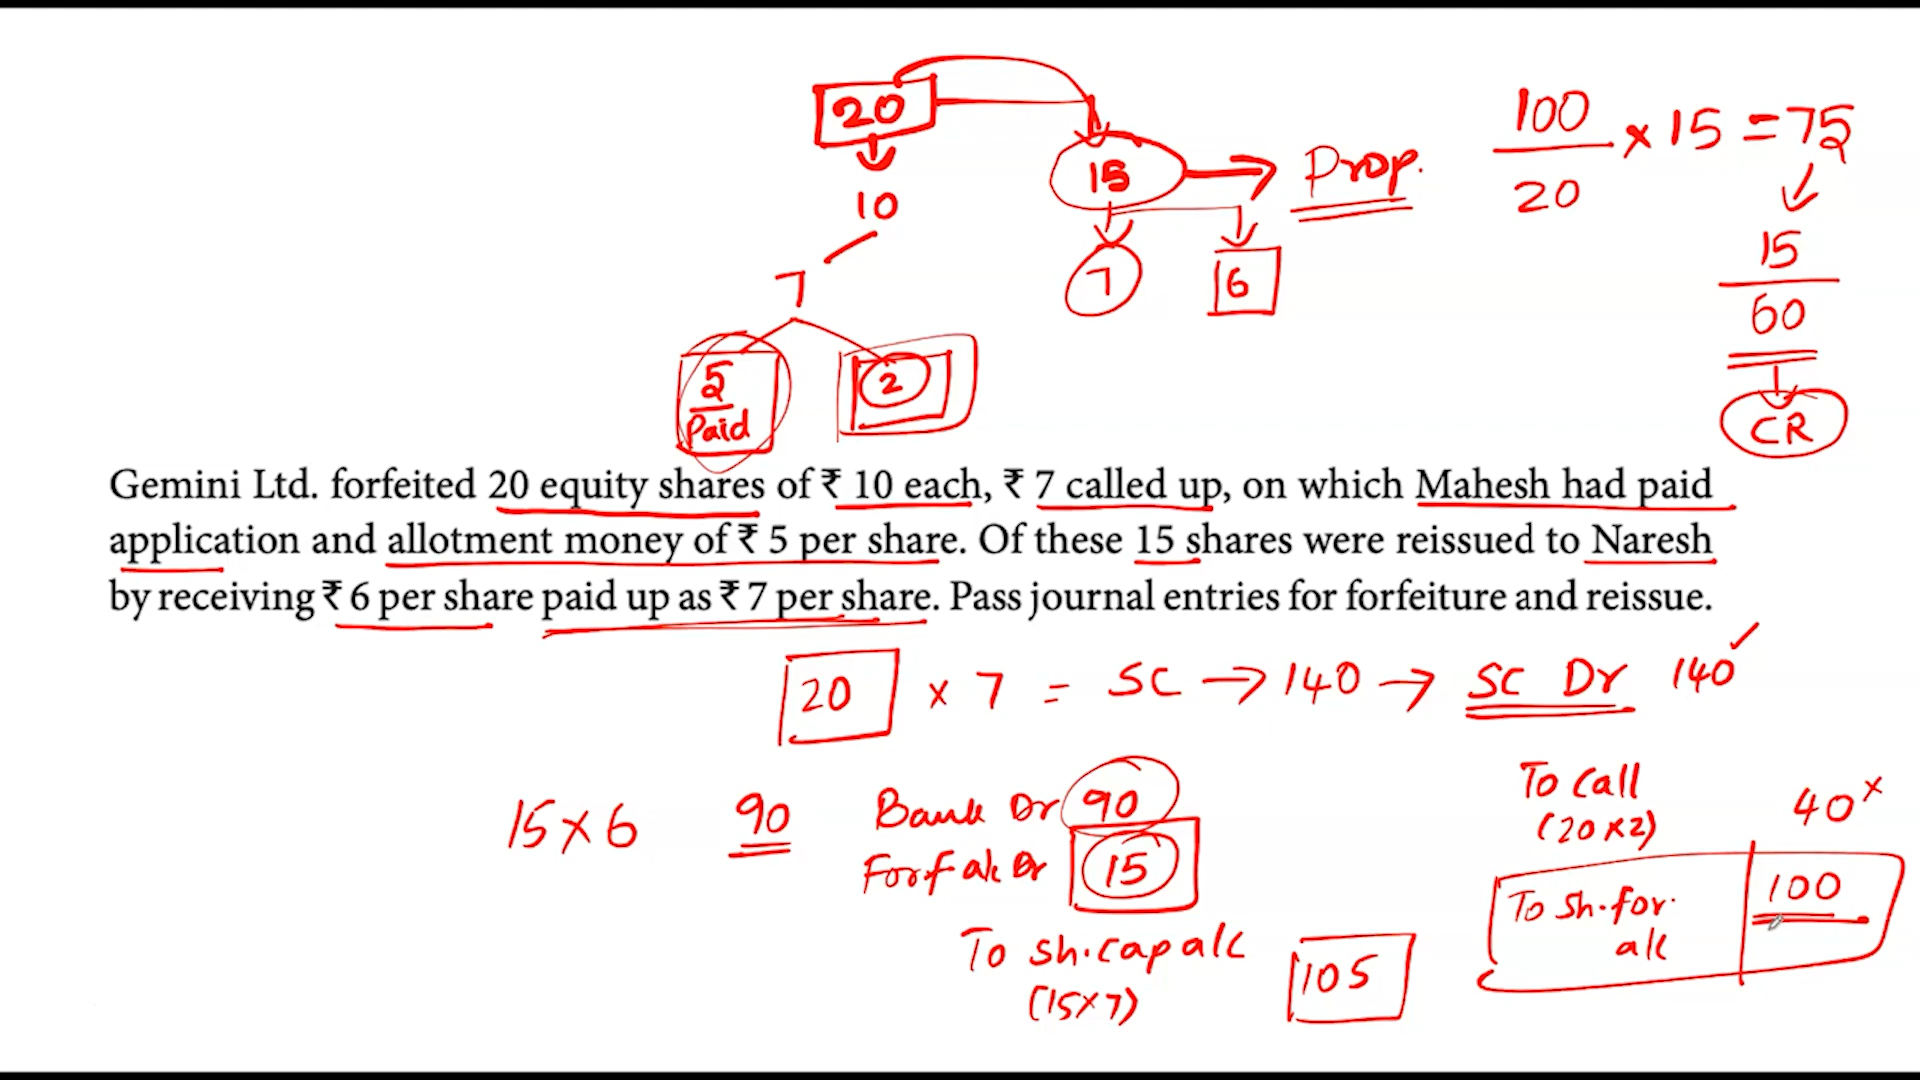 20
10
7
5
Paid
2
15
7
6
Prop.
100
20
× 15 = 75
15
60
CR
Gemini Ltd. forfeited 20 equity shares of ₹ 10 each, ₹ 7 called up, on which Mahesh had paid
application and allotment money of ₹ 5 per share. Of these 15 shares were reissued to Naresh
by receiving ₹ 6 per share paid up as ₹ 7 per share. Pass journal entries for forfeiture and reissue.
20 × 7 = SC → 140 → SC Dr 140 ✓
15 × 6 90
Bank Dr 90
Forf a/c Dr 15
To sh.cap a/c 105
(15×7)
To call 40 ×
(20×2)
To sh.for. 100
a/c